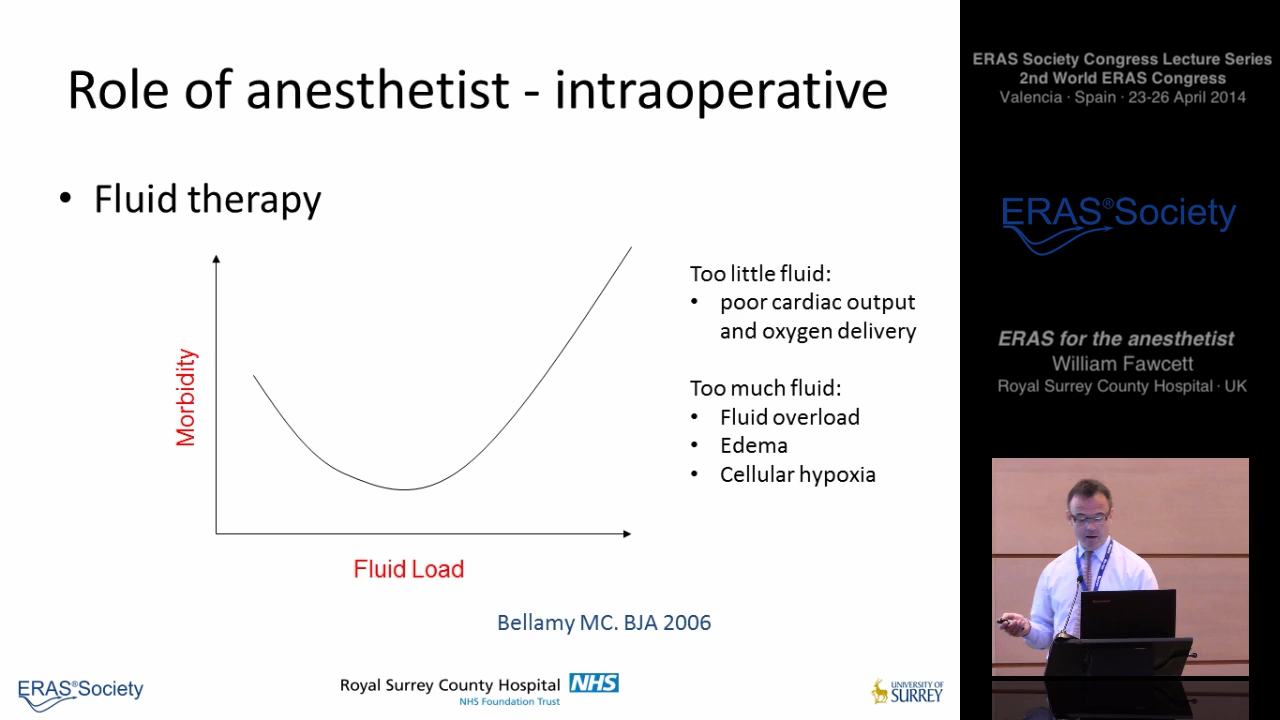 Role of anesthetist - intraoperative
• Fluid therapy
Morbidity
Fluid Load
Too little fluid:
• poor cardiac output
and oxygen delivery
Too much fluid:
• Fluid overload
• Edema
• Cellular hypoxia
Bellamy MC. BJA 2006
ERAS®Society
Royal Surrey County Hospital NHS
NHS Foundation Trust
UNIVERSITY OF
SURREY
ERAS Society Congress Lecture Series
2nd World ERAS Congress
Valencia · Spain · 23-26 April 2014
ERAS®Society
ERAS for the anesthetist
William Fawcett
Royal Surrey County Hospital · UK